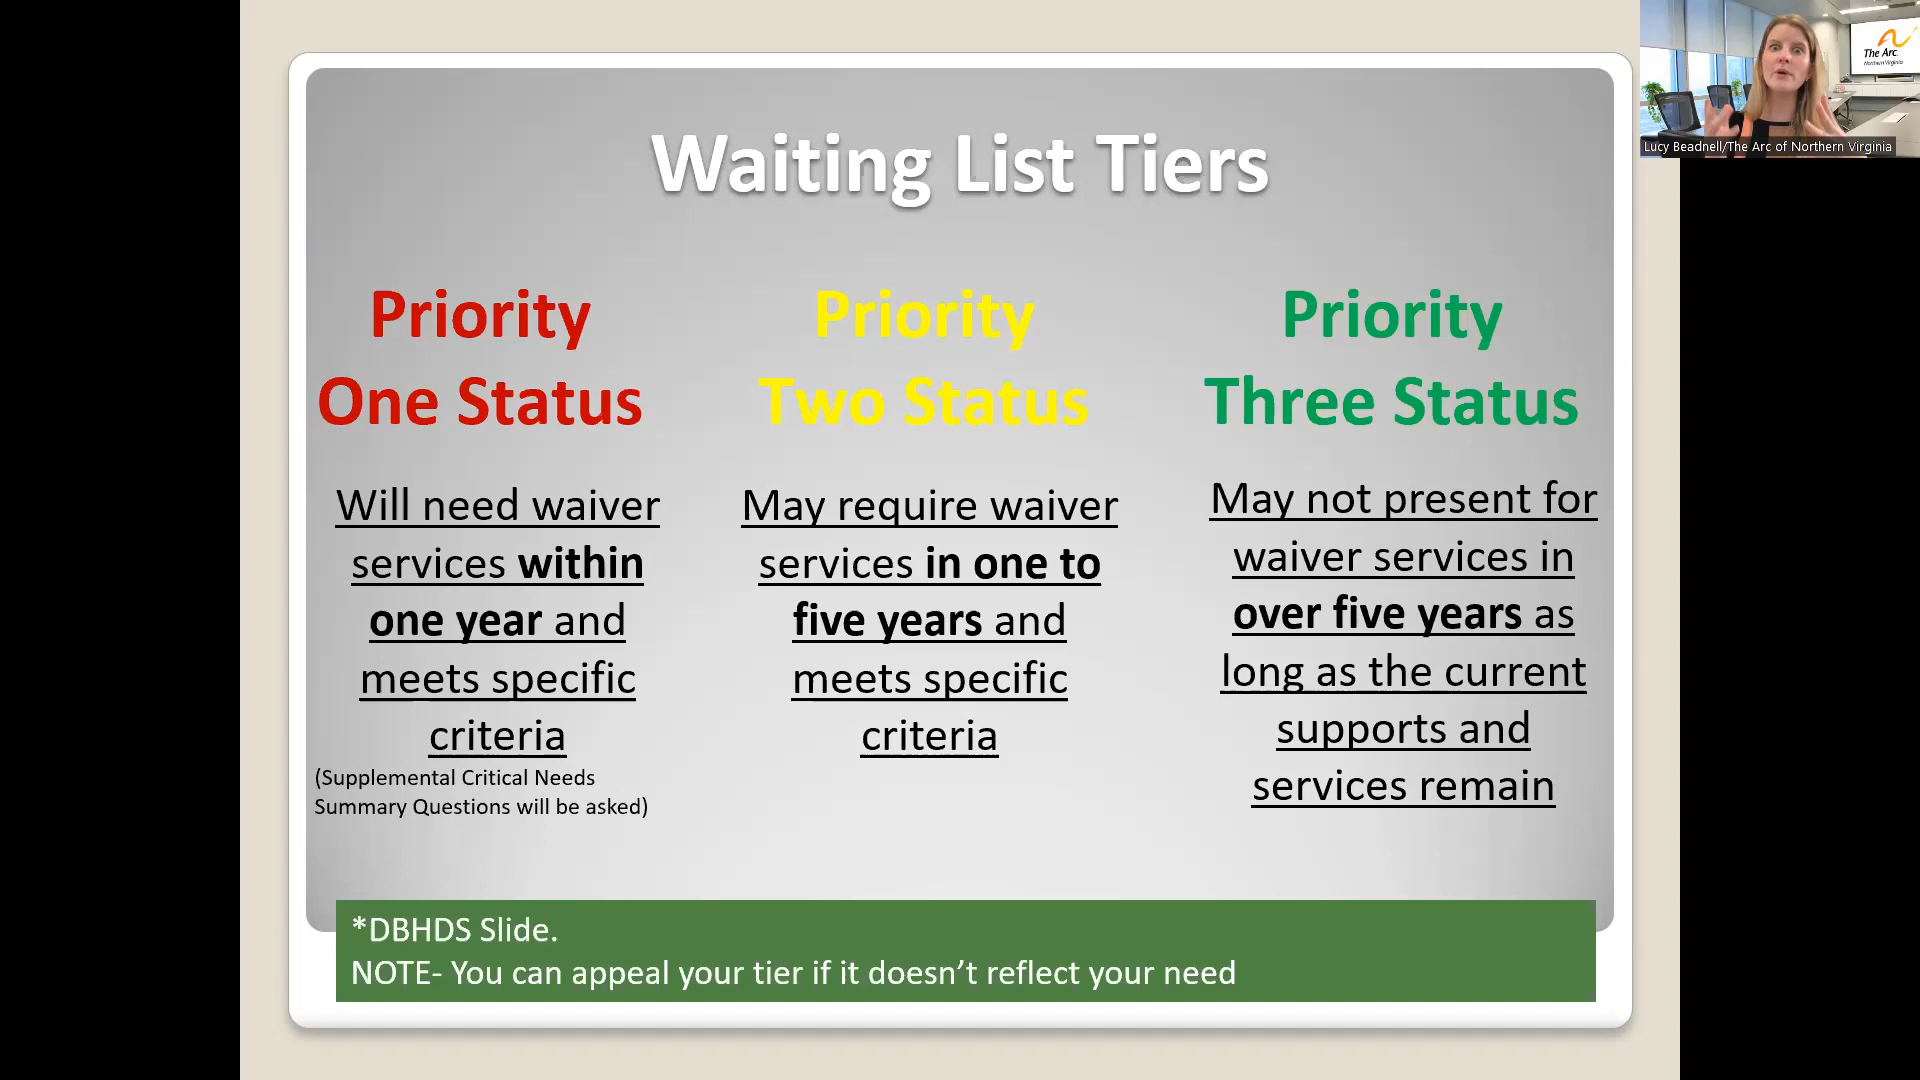 Waiting List Tiers
Priority
One Status
Will need waiver
services within
one year and
meets specific
criteria
(Supplemental Critical Needs
Summary Questions will be asked)
Priority
Two Status
May require waiver
services in one to
five years and
meets specific
criteria
Priority
Three Status
May not present for
waiver services in
over five years as
long as the current
supports and
services remain
*DBHDS Slide.
NOTE- You can appeal your tier if it doesn’t reflect your need
The Arc
Northern Virginia
Lucy Beadnell/The Arc of Northern Virginia